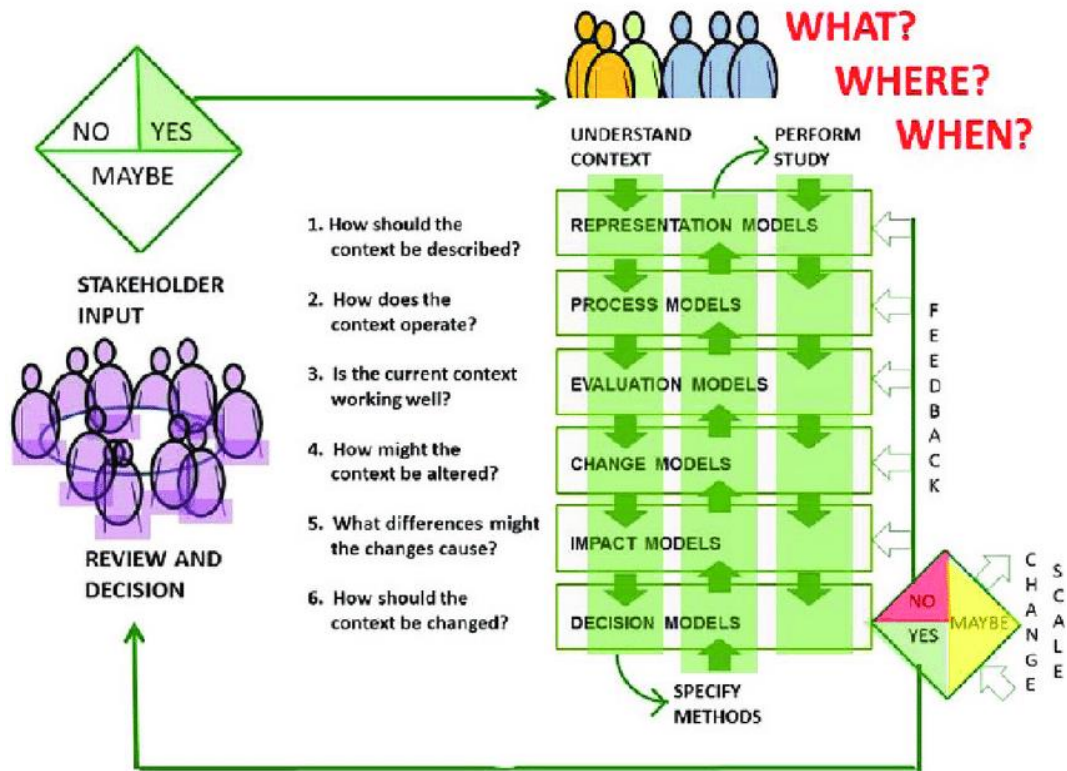 WHAT?
WHERE?
WHEN?
NO
YES
MAYBE
UNDERSTAND
CONTEXT
PERFORM
STUDY
STAKEHOLDER
INPUT
REVIEW AND
DECISION
1. How should the
context be described?
2. How does the
context operate?
3. Is the current context
working well?
4. How might the
context be altered?
5. What differences might
the changes cause?
6. How should the
context be changed?
REPRESENTATION MODELS
PROCESS MODELS
EVALUATION MODELS
CHANGE MODELS
IMPACT MODELS
DECISION MODELS
SPECIFY
METHODS
FEEDBACK
NO
YES
MAYBE
CHANGE
SCALE